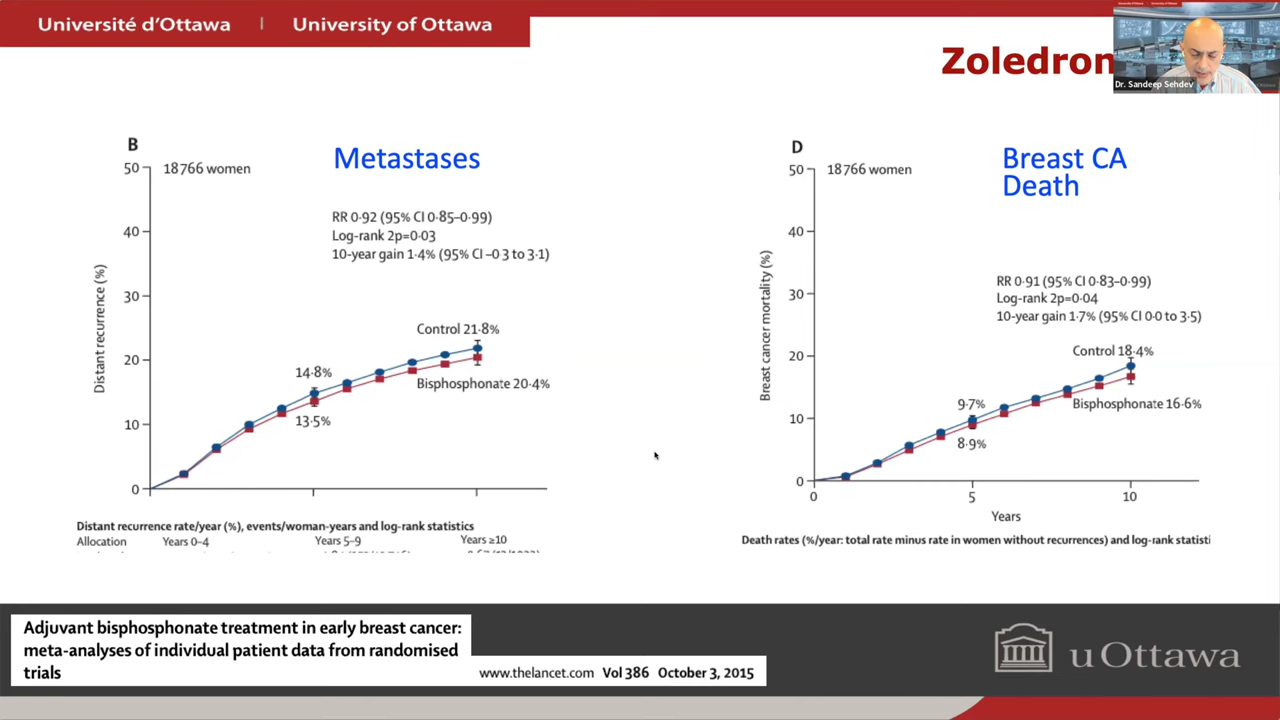 Université d'Ottawa | University of Ottawa
Zoledron
Dr. Sandeep Sehdev
B
Metastases
50
18 766 women
RR 0·92 (95% CI 0·85–0·99)
Log-rank 2p=0·03
10-year gain 1·4% (95% CI –0·3 to 3·1)
40
30
20
10
0
Distant recurrence (%)
Control 21·8%
14·8%
Bisphosphonate 20·4%
13·5%
Distant recurrence rate/year (%), events/woman-years and log-rank statistics
Allocation Years 0–4 Years 5–9 Years ≥10
D
Breast CA
Death
50
18 766 women
RR 0·91 (95% CI 0·83–0·99)
Log-rank 2p=0·04
10-year gain 1·7% (95% CI 0·0 to 3·5)
40
30
20
10
0
Breast cancer mortality (%)
Control 18·4%
9·7%
Bisphosphonate 16·6%
8·9%
0 5 10
Years
Death rates (%/year: total rate minus rate in women without recurrences) and log-rank statisti
Adjuvant bisphosphonate treatment in early breast cancer:
meta-analyses of individual patient data from randomised
trials
www.thelancet.com Vol 386 October 3, 2015
uOttawa